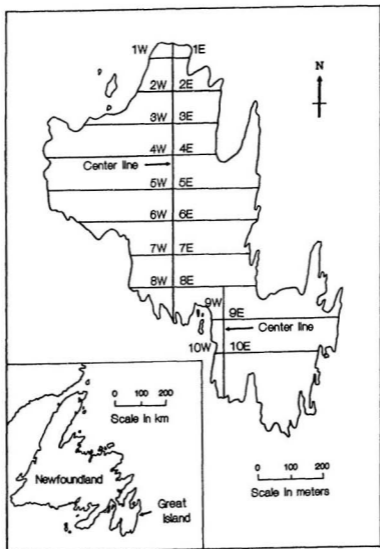 1W 1E
N
2W 2E
3W 3E
4W 4E
Center line
5W 5E
6W 6E
7W 7E
8W 8E
9W
9E
Center line
10W 10E
0 100 200
Scale in km
Newfoundland
Great
Island
0 100 200
Scale in meters